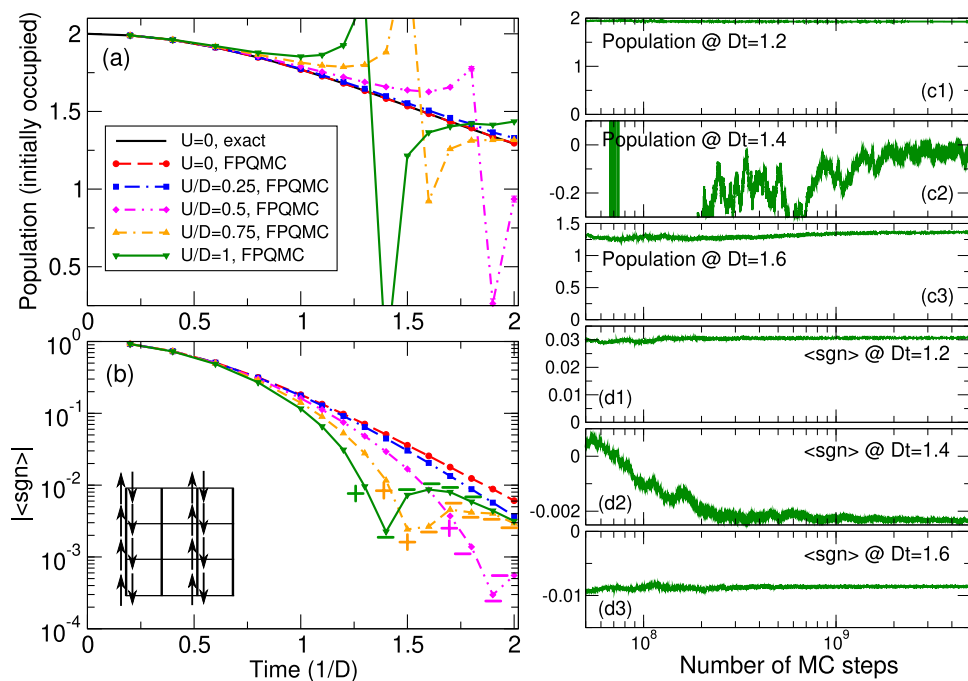 2
1.5
1
0.5
Population (initially occupied)
(a)
U=0, exact
U=0, FPQMC
U/D=0.25, FPQMC
U/D=0.5, FPQMC
U/D=0.75, FPQMC
U/D=1, FPQMC
0 0.5 1 1.5 2
10^0
10^-1
10^-2
10^-3
10^-4
|<sgn>|
(b)
+ + − − − − − − + − − − − + − − − −
0 0.5 1 1.5 2
Time (1/D)
2
1
0
Population @ Dt=1.2
(c1)
0
-0.2
Population @ Dt=1.4
(c2)
1.5
1
0
Population @ Dt=1.6
(c3)
0.03
0.01
0
<sgn> @ Dt=1.2
(d1)
0
-0.002
<sgn> @ Dt=1.4
(d2)
0
-0.01
<sgn> @ Dt=1.6
(d3)
10^8 10^9
Number of MC steps